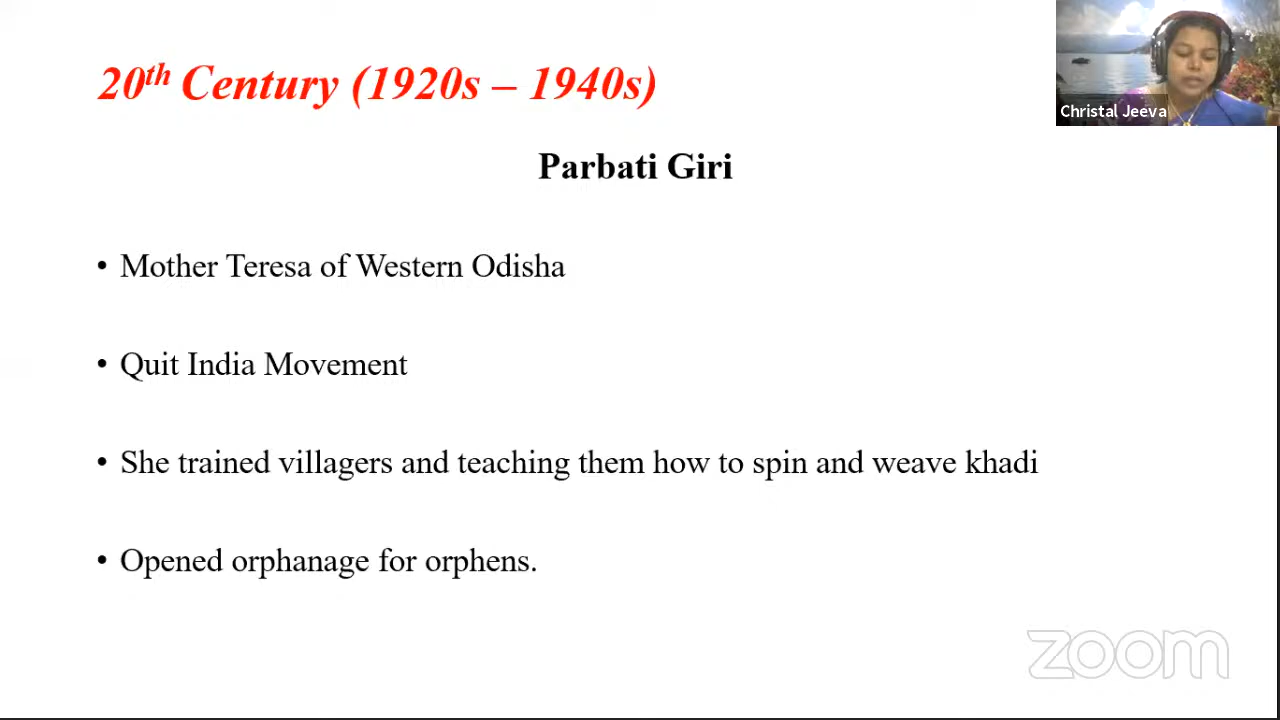 20th Century (1920s – 1940s)
Christal Jeeva
Parbati Giri
• Mother Teresa of Western Odisha
• Quit India Movement
• She trained villagers and teaching them how to spin and weave khadi
• Opened orphanage for orphens.
zoom